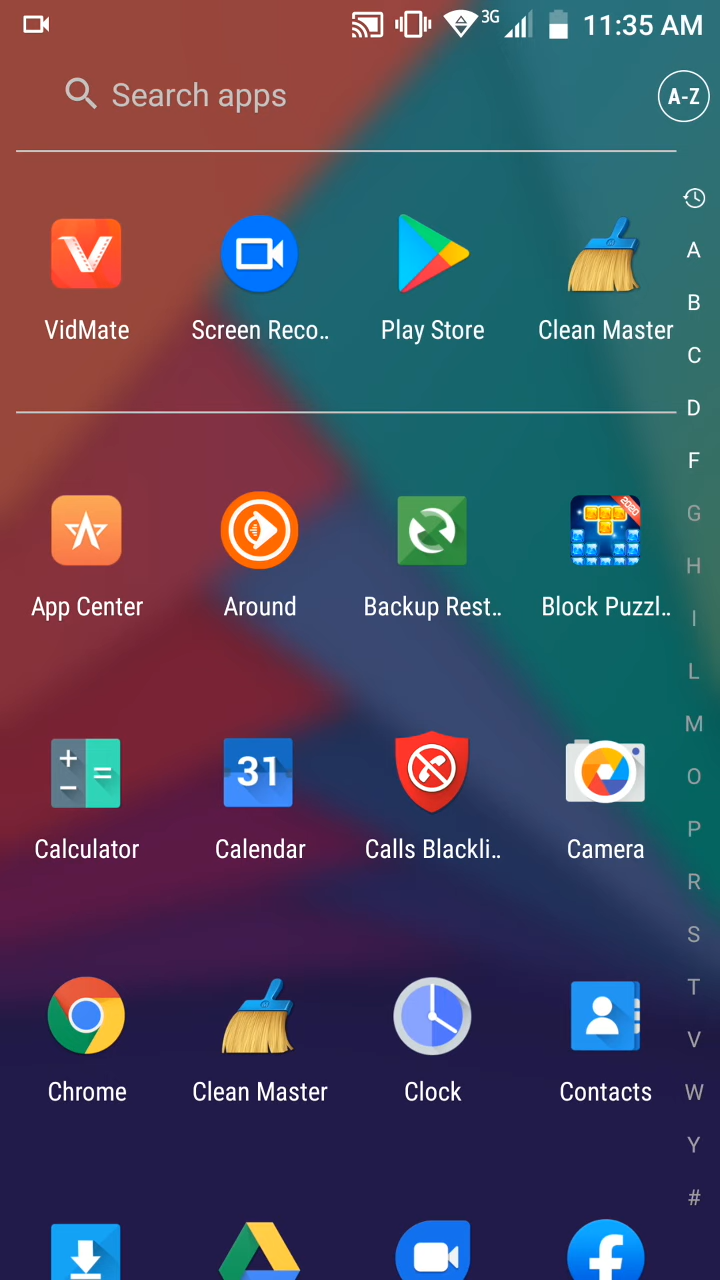 3G 11:35 AM
Search apps
A-Z
VidMate
Screen Reco..
Play Store
Clean Master
App Center
Around
2020
Backup Rest..
Block Puzzl..
+
−
=
31
Calculator
Calendar
Calls Blackli..
Camera
Chrome
Clean Master
Clock
Contacts
A
B
C
D
F
G
H
I
L
M
O
P
R
S
T
V
W
Y
#